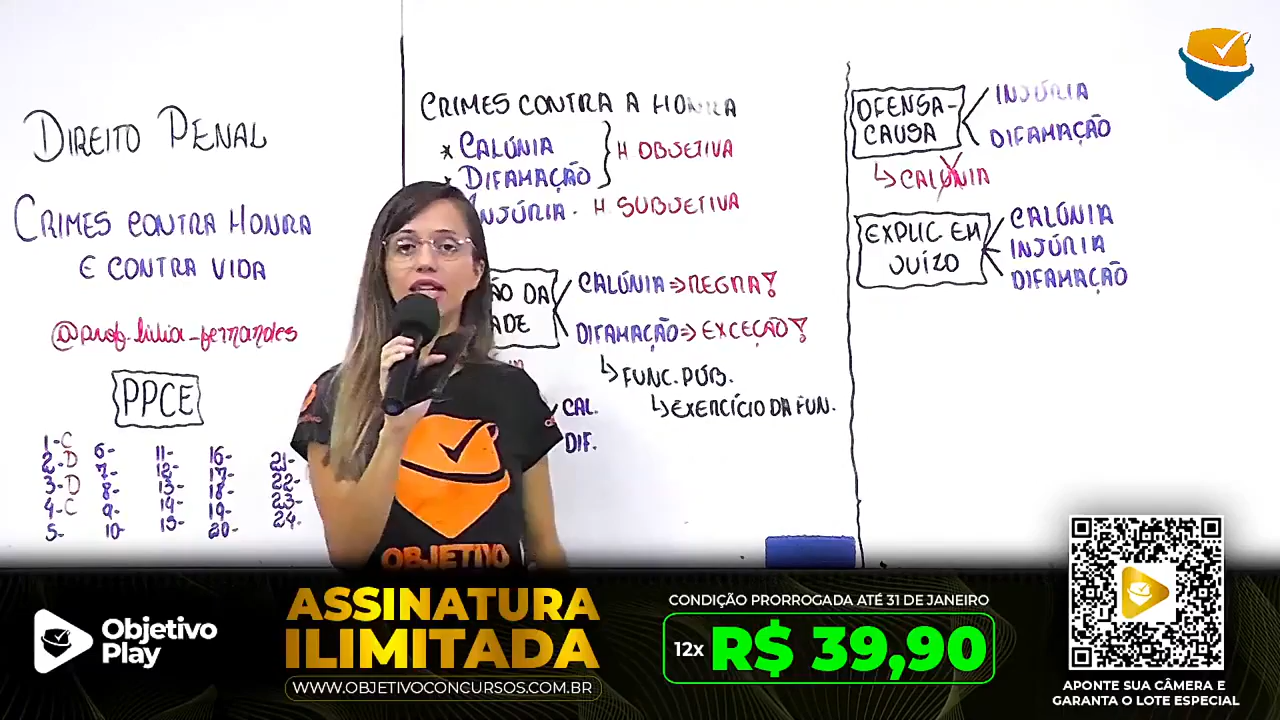 DIREITO PENAL
CRIMES CONTRA HONRA
E CONTRA VIDA
@prof_lilia_fernandes
PPCE
1-C
2-D
3-D
4-C
5-
6-
7-
8-
9-
10-
11-
12-
13-
14-
15-
16-
17-
18-
19-
20-
21-
22-
23-
24-
CRIMES CONTRA A HONRA
* CALÚNIA
* DIFAMAÇÃO
H OBJETIVA
INJÚRIA. H. SUBJETIVA
ÃO DA
ADE
CALÚNIA => REGRA!
DIFAMAÇÃO => EXCEÇÃO!
↳ FUNC. PÚB.
↳ EXERCÍCIO DA FUN.
CAL.
DIF.
OFENSA-
CAUSA
INJÚRIA
DIFAMAÇÃO
↳ CALÚNIA
EXPLIC EM
JUÍZO
CALÚNIA
INJÚRIA
DIFAMAÇÃO
OBJETIVO
Objetivo
Play
ASSINATURA
ILIMITADA
WWW.OBJETIVOCONCURSOS.COM.BR
CONDIÇÃO PRORROGADA ATÉ 31 DE JANEIRO
12x R$ 39,90
APONTE SUA CÂMERA E
GARANTA O LOTE ESPECIAL